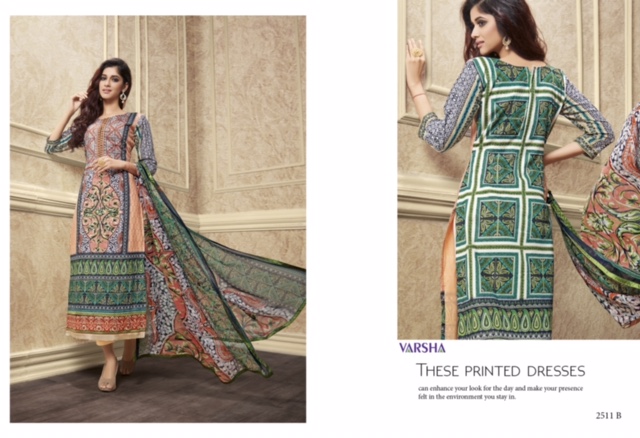 VARSHA
THESE PRINTED DRESSES
can enhance your look for the day and make your presence
felt in the environment you stay in.
2511 B